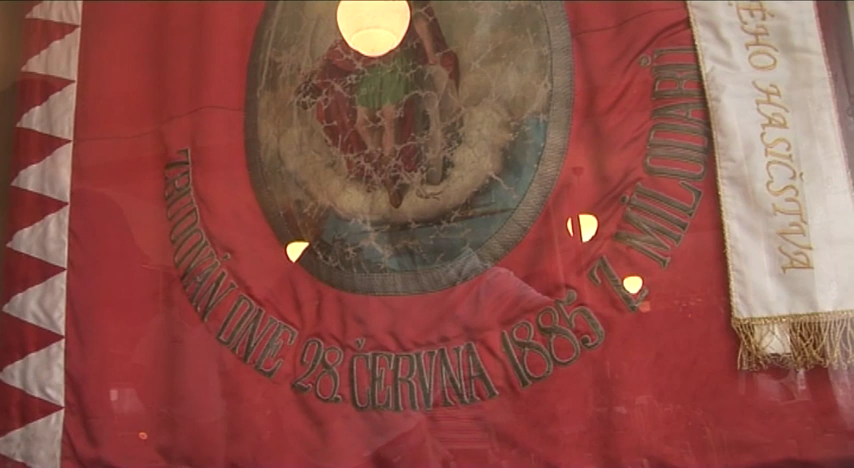 DNE 28. ČERVNA 1885 Z MILODARŮ
ÉHO HASIČSTVA